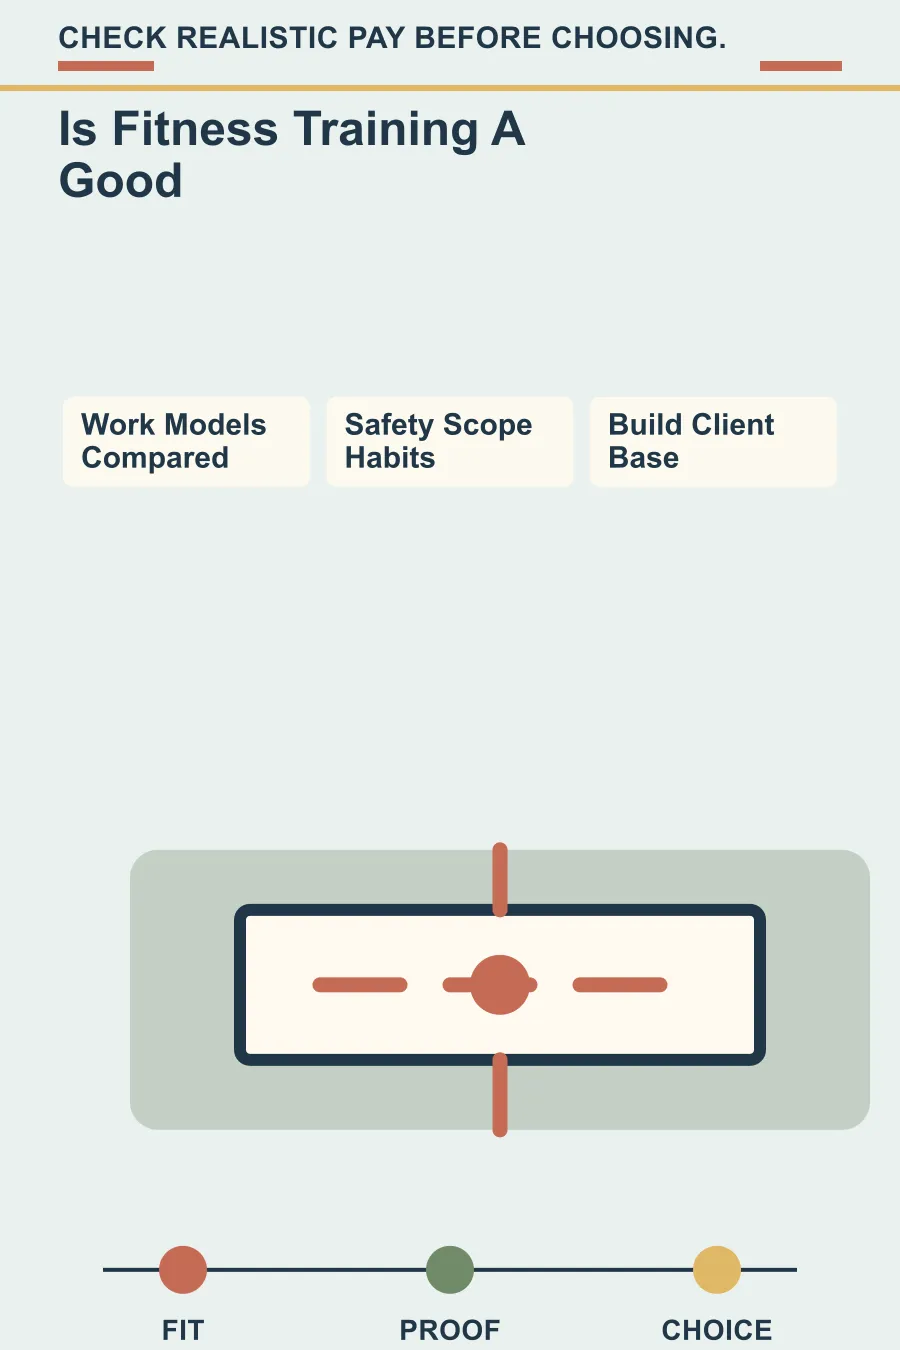 CHECK REALISTIC PAY BEFORE CHOOSING.
Is Fitness Training A
Good
Work Models
Compared
Safety Scope
Habits
Build Client
Base
FIT
PROOF
CHOICE